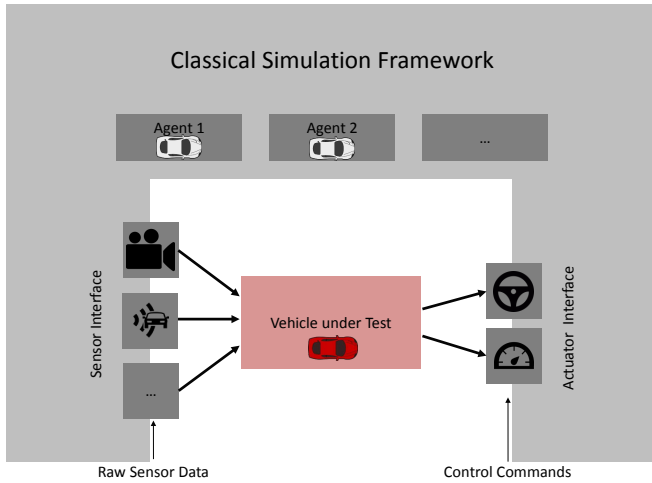 Classical Simulation Framework
Agent 1
Agent 2
...
Sensor Interface
...
Vehicle under Test
Actuator Interface
Raw Sensor Data
Control Commands